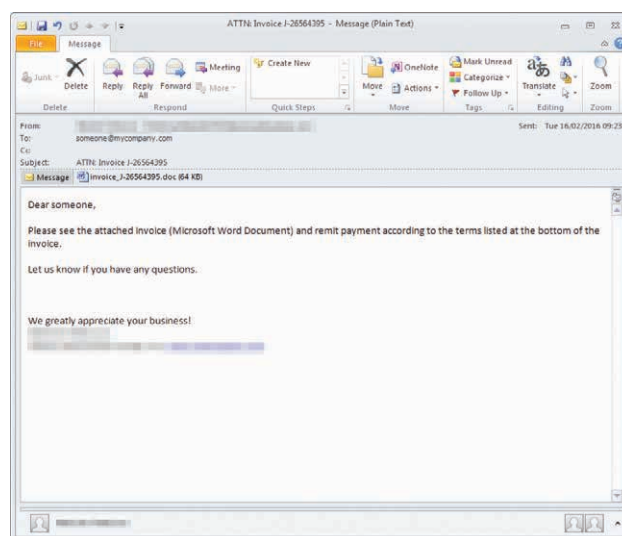 ATTN: Invoice J-26564395 - Message (Plain Text)
File Message
Junk Delete Reply Reply All Forward Meeting More Create New Move OneNote Actions Mark Unread Categorize Follow Up Translate Zoom
Delete Respond Quick Steps Move Tags Editing Zoom
From: Sent: Tue 16/02/2016 09:23
To: someone@mycompany.com
Cc:
Subject: ATTN: Invoice J-26564395
Message invoice_J-26564395.doc (64 KB)
Dear someone,
Please see the attached invoice (Microsoft Word Document) and remit payment according to the terms listed at the bottom of the
invoice.
Let us know if you have any questions.
We greatly appreciate your business!